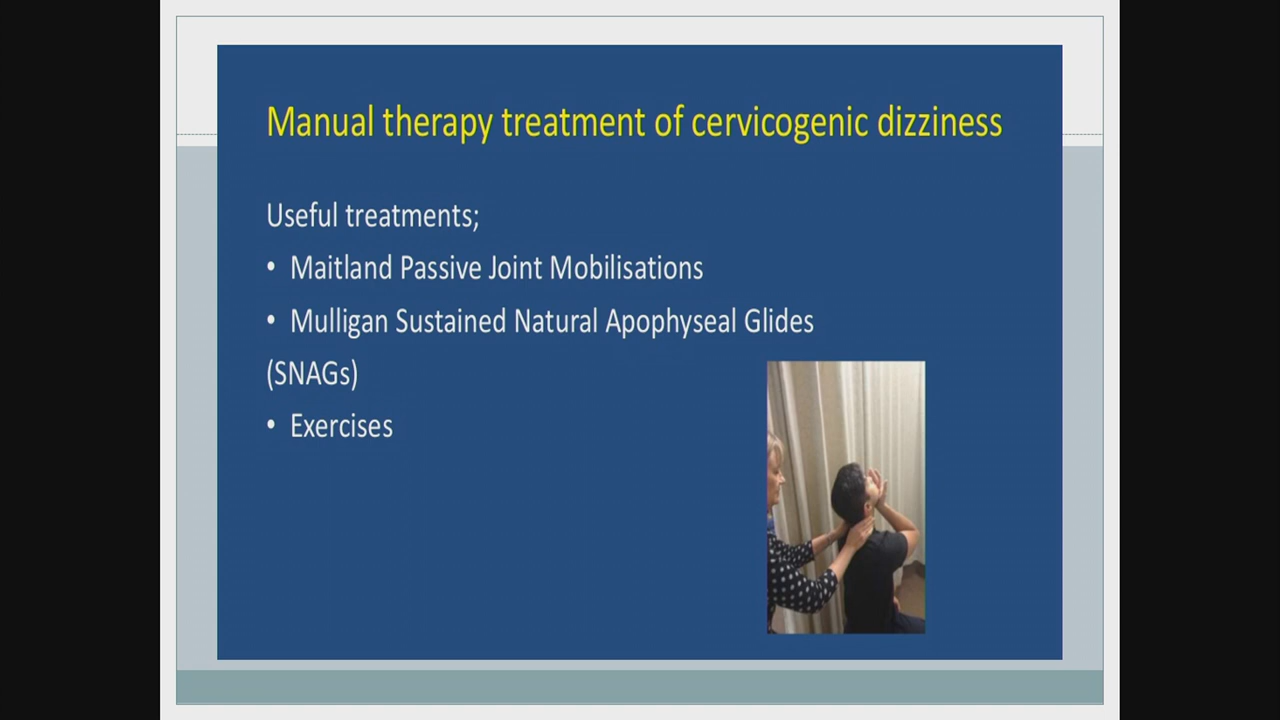 Manual therapy treatment of cervicogenic dizziness
Useful treatments;
• Maitland Passive Joint Mobilisations
• Mulligan Sustained Natural Apophyseal Glides
(SNAGs)
• Exercises